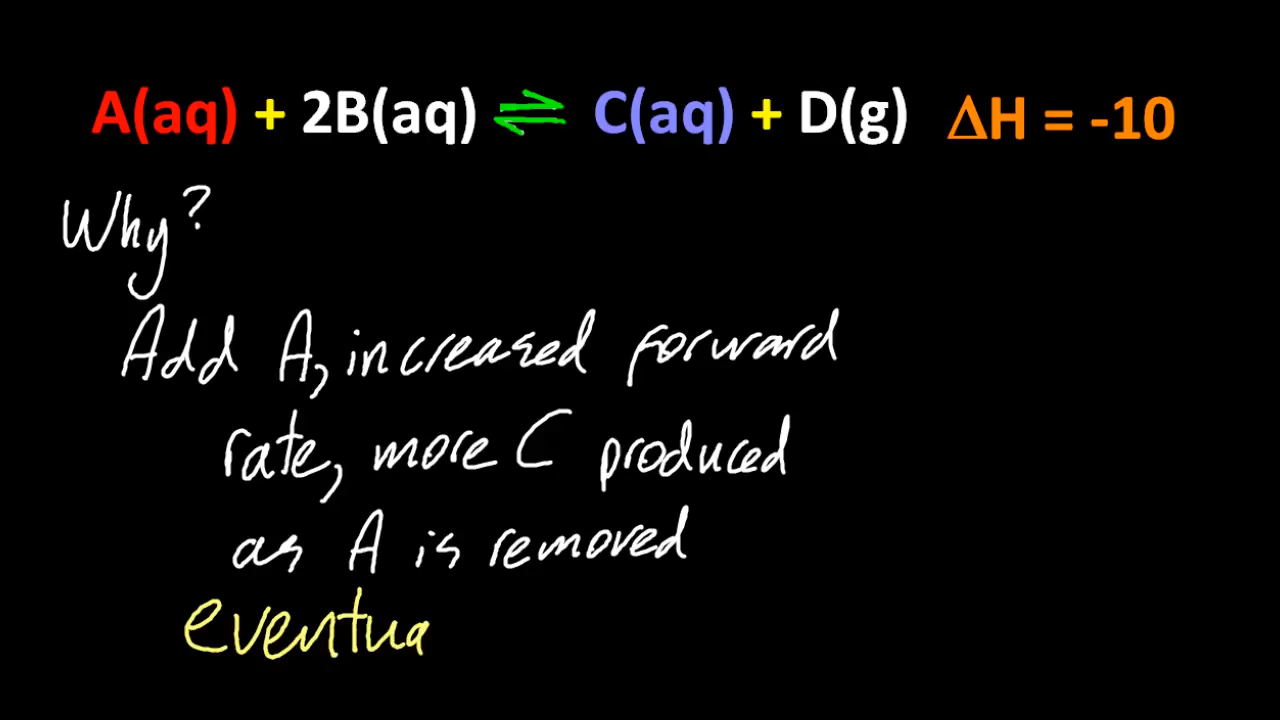 A(aq) + 2B(aq) ⇌ C(aq) + D(g) ΔH = -10
Why?
Add A, increased forward
rate, more C produced
as A is removed
eventua